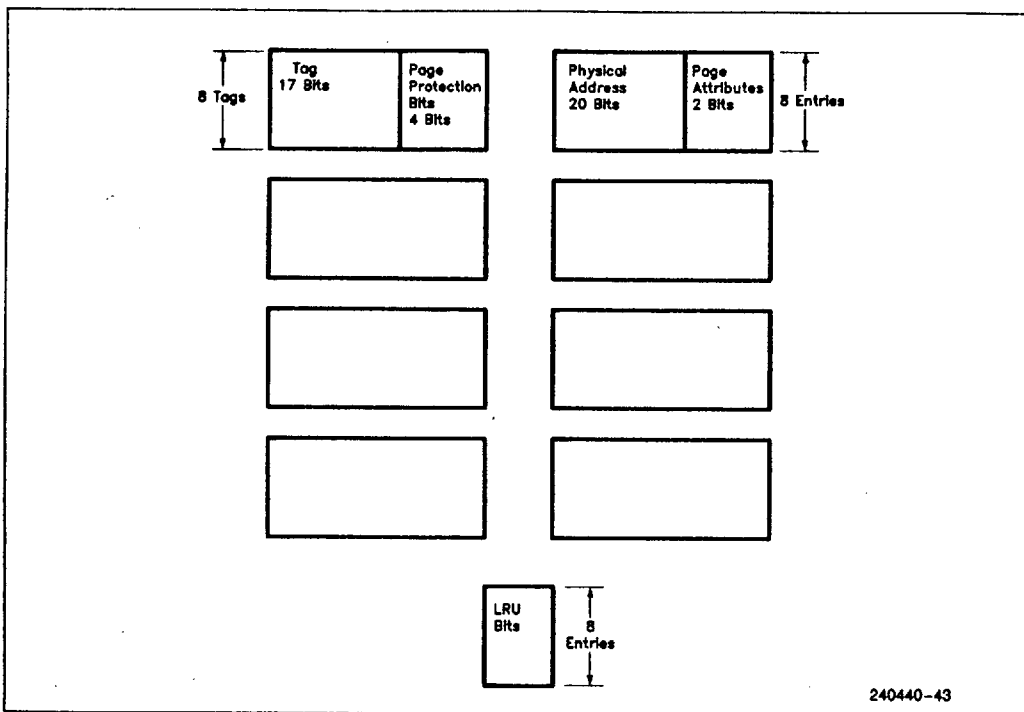 8 Tags
Tag
17 Bits
Page
Protection
Bits
4 Bits
Physical
Address
20 Bits
Page
Attributes
2 Bits
8 Entries
LRU
Bits
8
Entries
240440-43